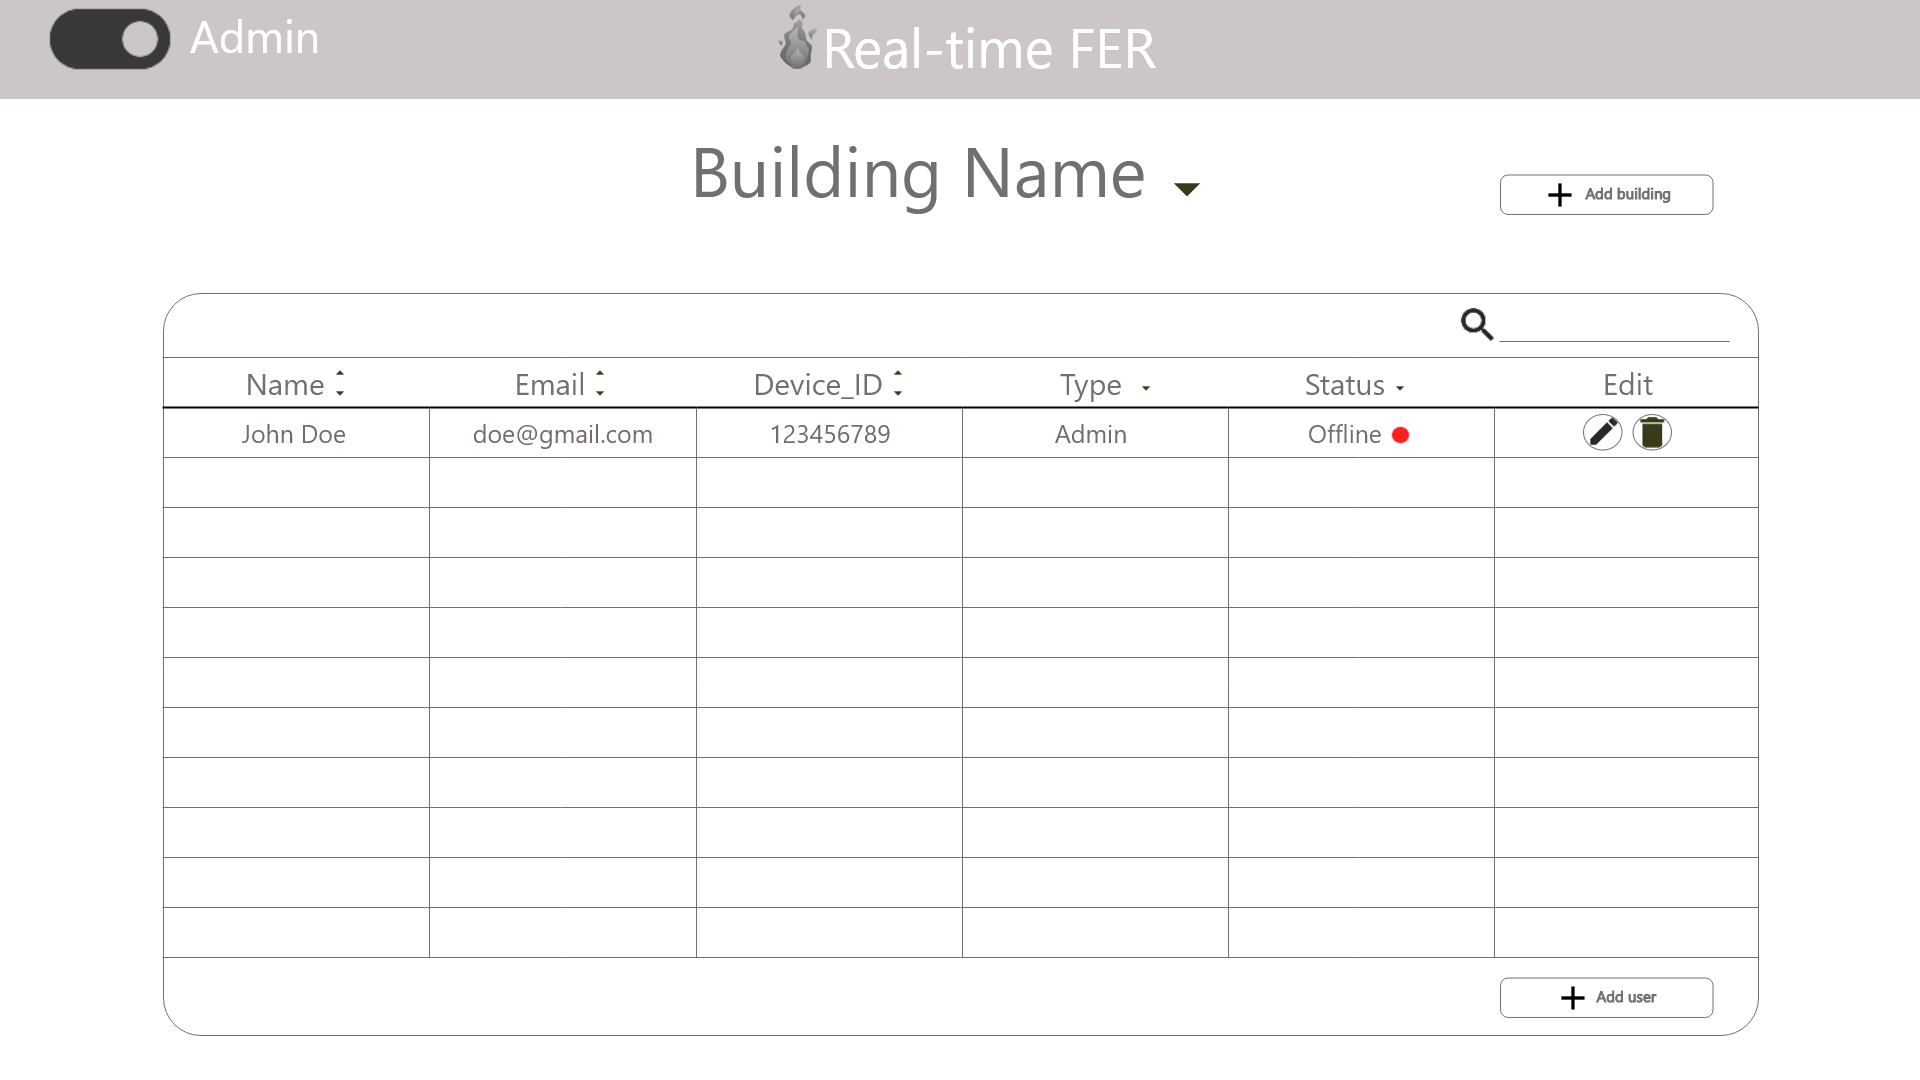 Admin
Real-time FER
Building Name
Add building
Name Email Device_ID Type Status Edit
John Doe doe@gmail.com 123456789 Admin Offline
Add user